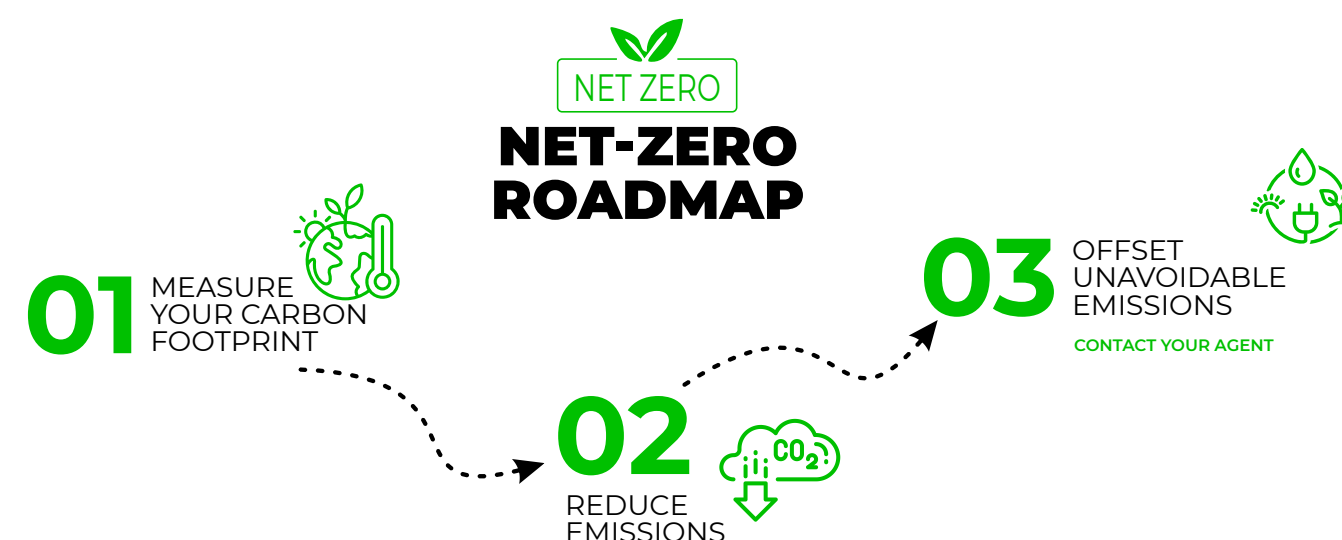 NET ZERO
NET-ZERO
ROADMAP
01
MEASURE
YOUR CARBON
FOOTPRINT
02
CO2
REDUCE
EMISSIONS
03
OFFSET
UNAVOIDABLE
EMISSIONS
CONTACT YOUR AGENT